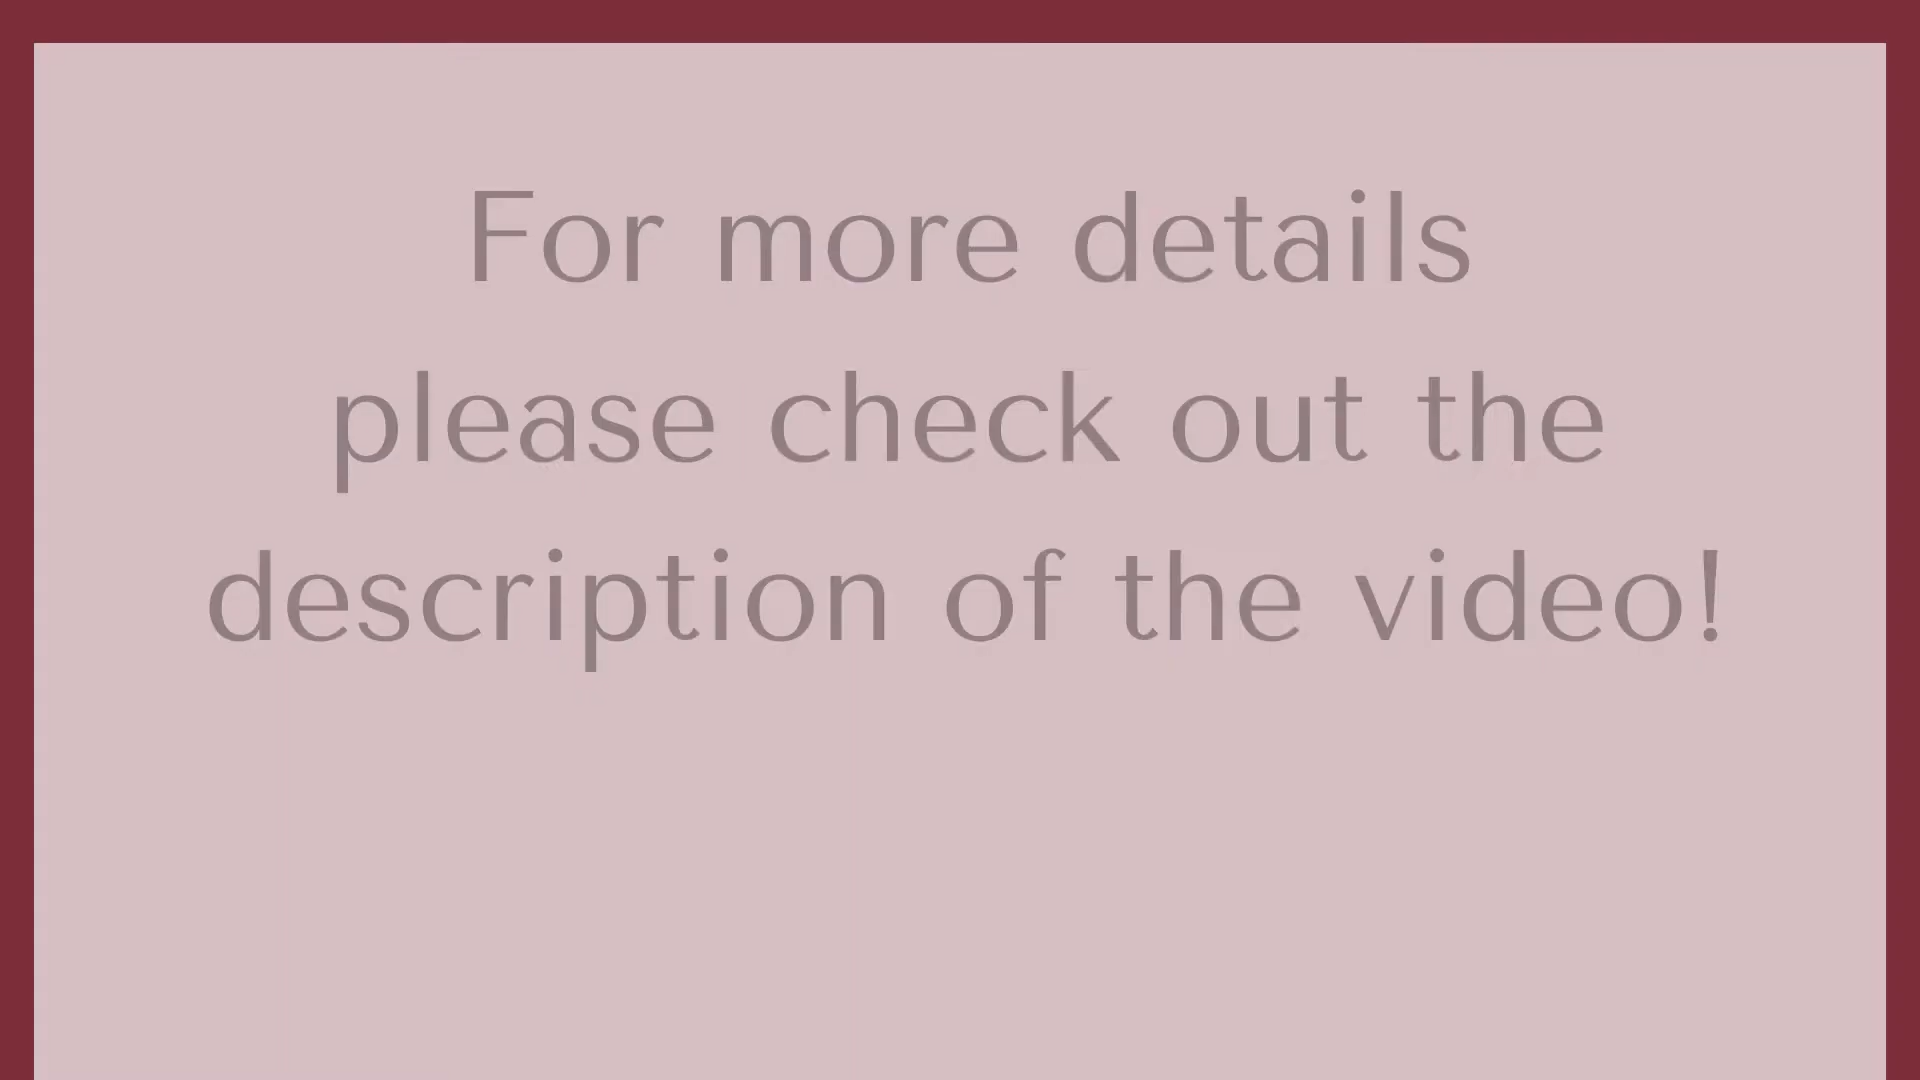 For more details
please check out the
description of the video!